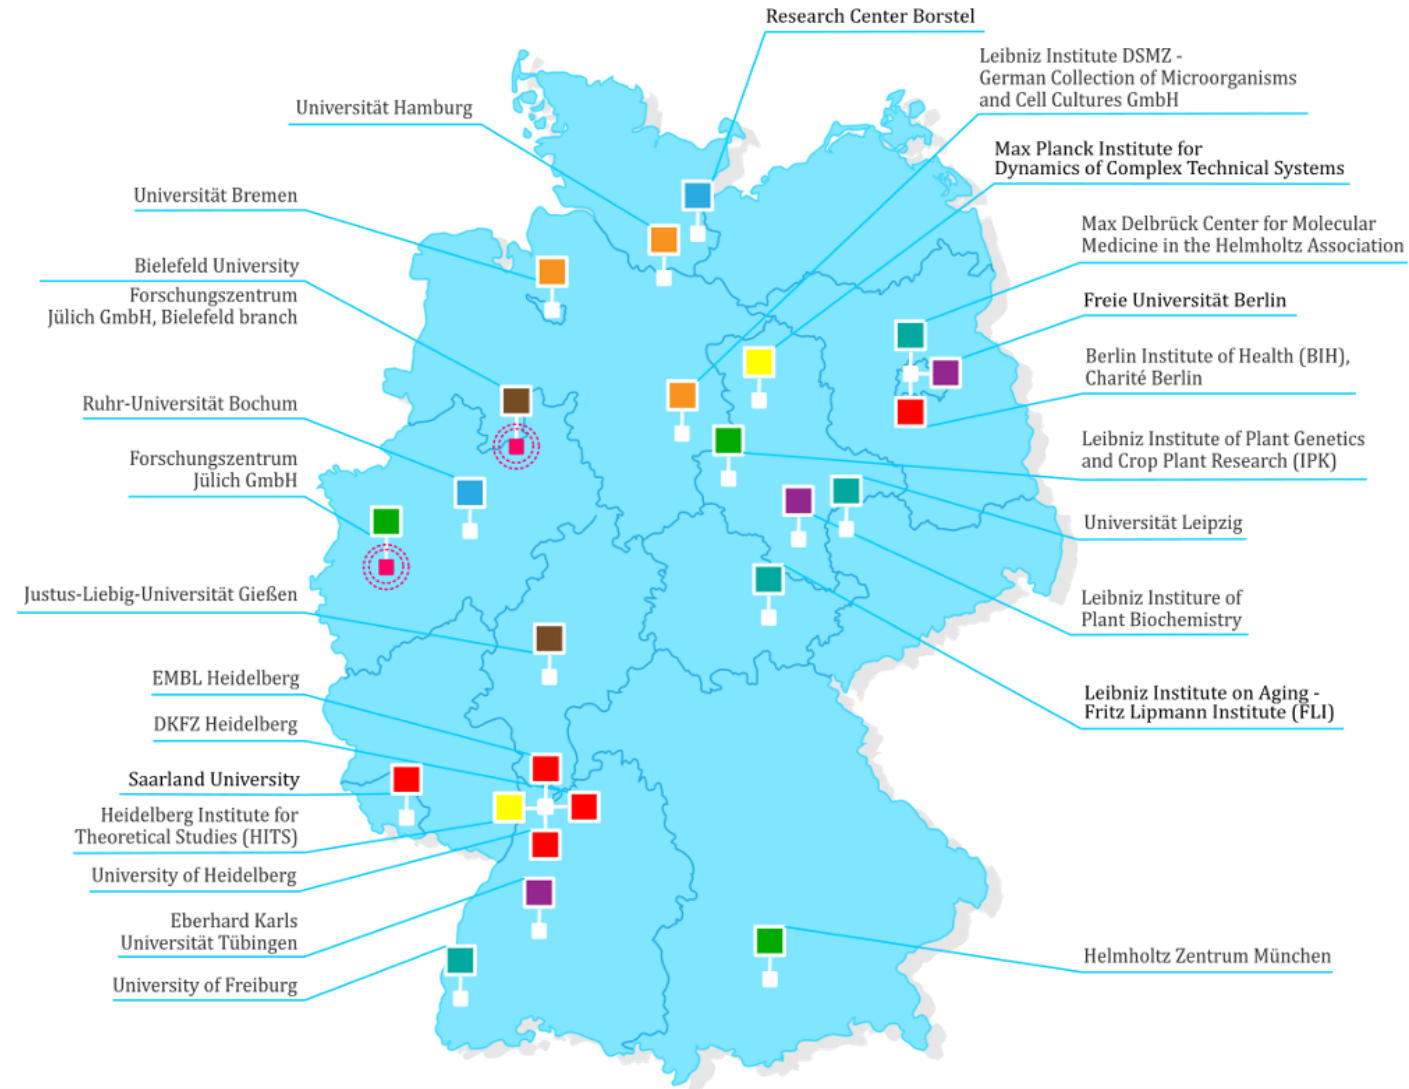 Research Center Borstel
Leibniz Institute DSMZ -
German Collection of Microorganisms
and Cell Cultures GmbH
Universität Hamburg
Max Planck Institute for
Dynamics of Complex Technical Systems
Universität Bremen
Max Delbrück Center for Molecular
Medicine in the Helmholtz Association
Bielefeld University
Forschungszentrum
Jülich GmbH, Bielefeld branch
Freie Universität Berlin
Berlin Institute of Health (BIH),
Charité Berlin
Ruhr-Universität Bochum
Leibniz Institute of Plant Genetics
and Crop Plant Research (IPK)
Forschungszentrum
Jülich GmbH
Universität Leipzig
Justus-Liebig-Universität Gießen
Leibniz Institure of
Plant Biochemistry
EMBL Heidelberg
Leibniz Institute on Aging -
Fritz Lipmann Institute (FLI)
DKFZ Heidelberg
Saarland University
Heidelberg Institute for
Theoretical Studies (HITS)
University of Heidelberg
Eberhard Karls
Universität Tübingen
Helmholtz Zentrum München
University of Freiburg